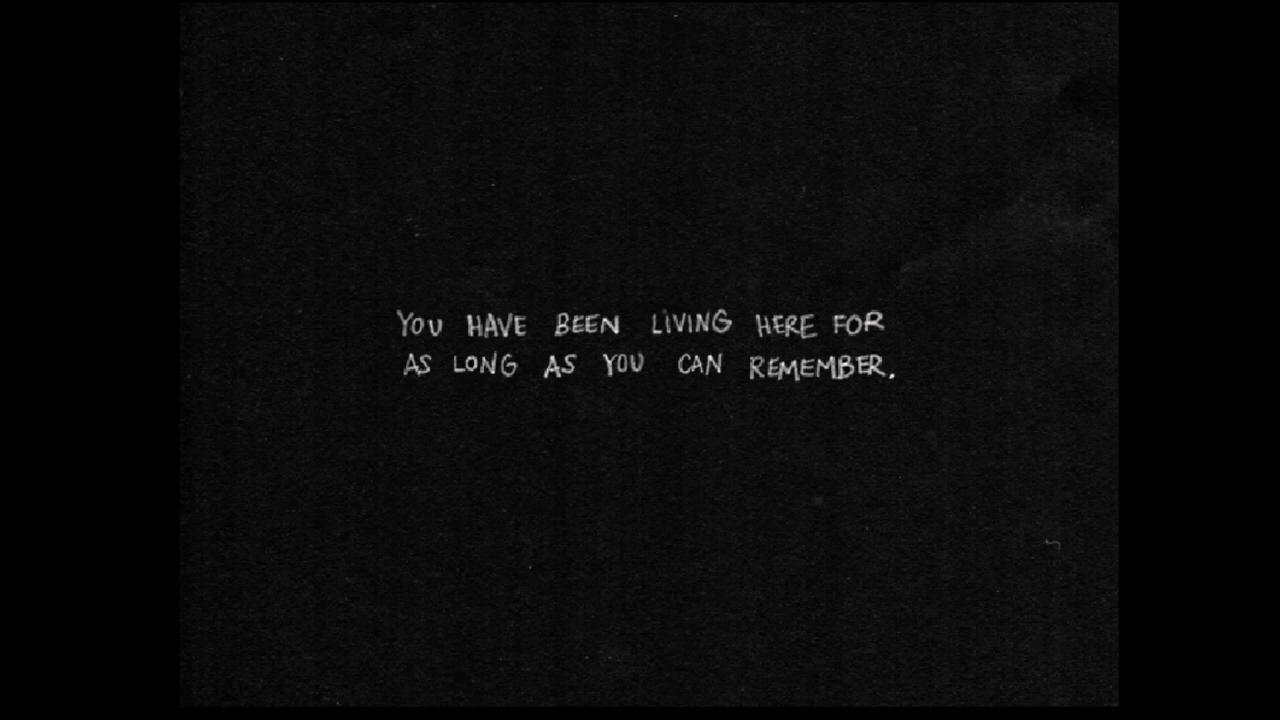 YOU HAVE BEEN LIVING HERE FOR
AS LONG AS YOU CAN REMEMBER.